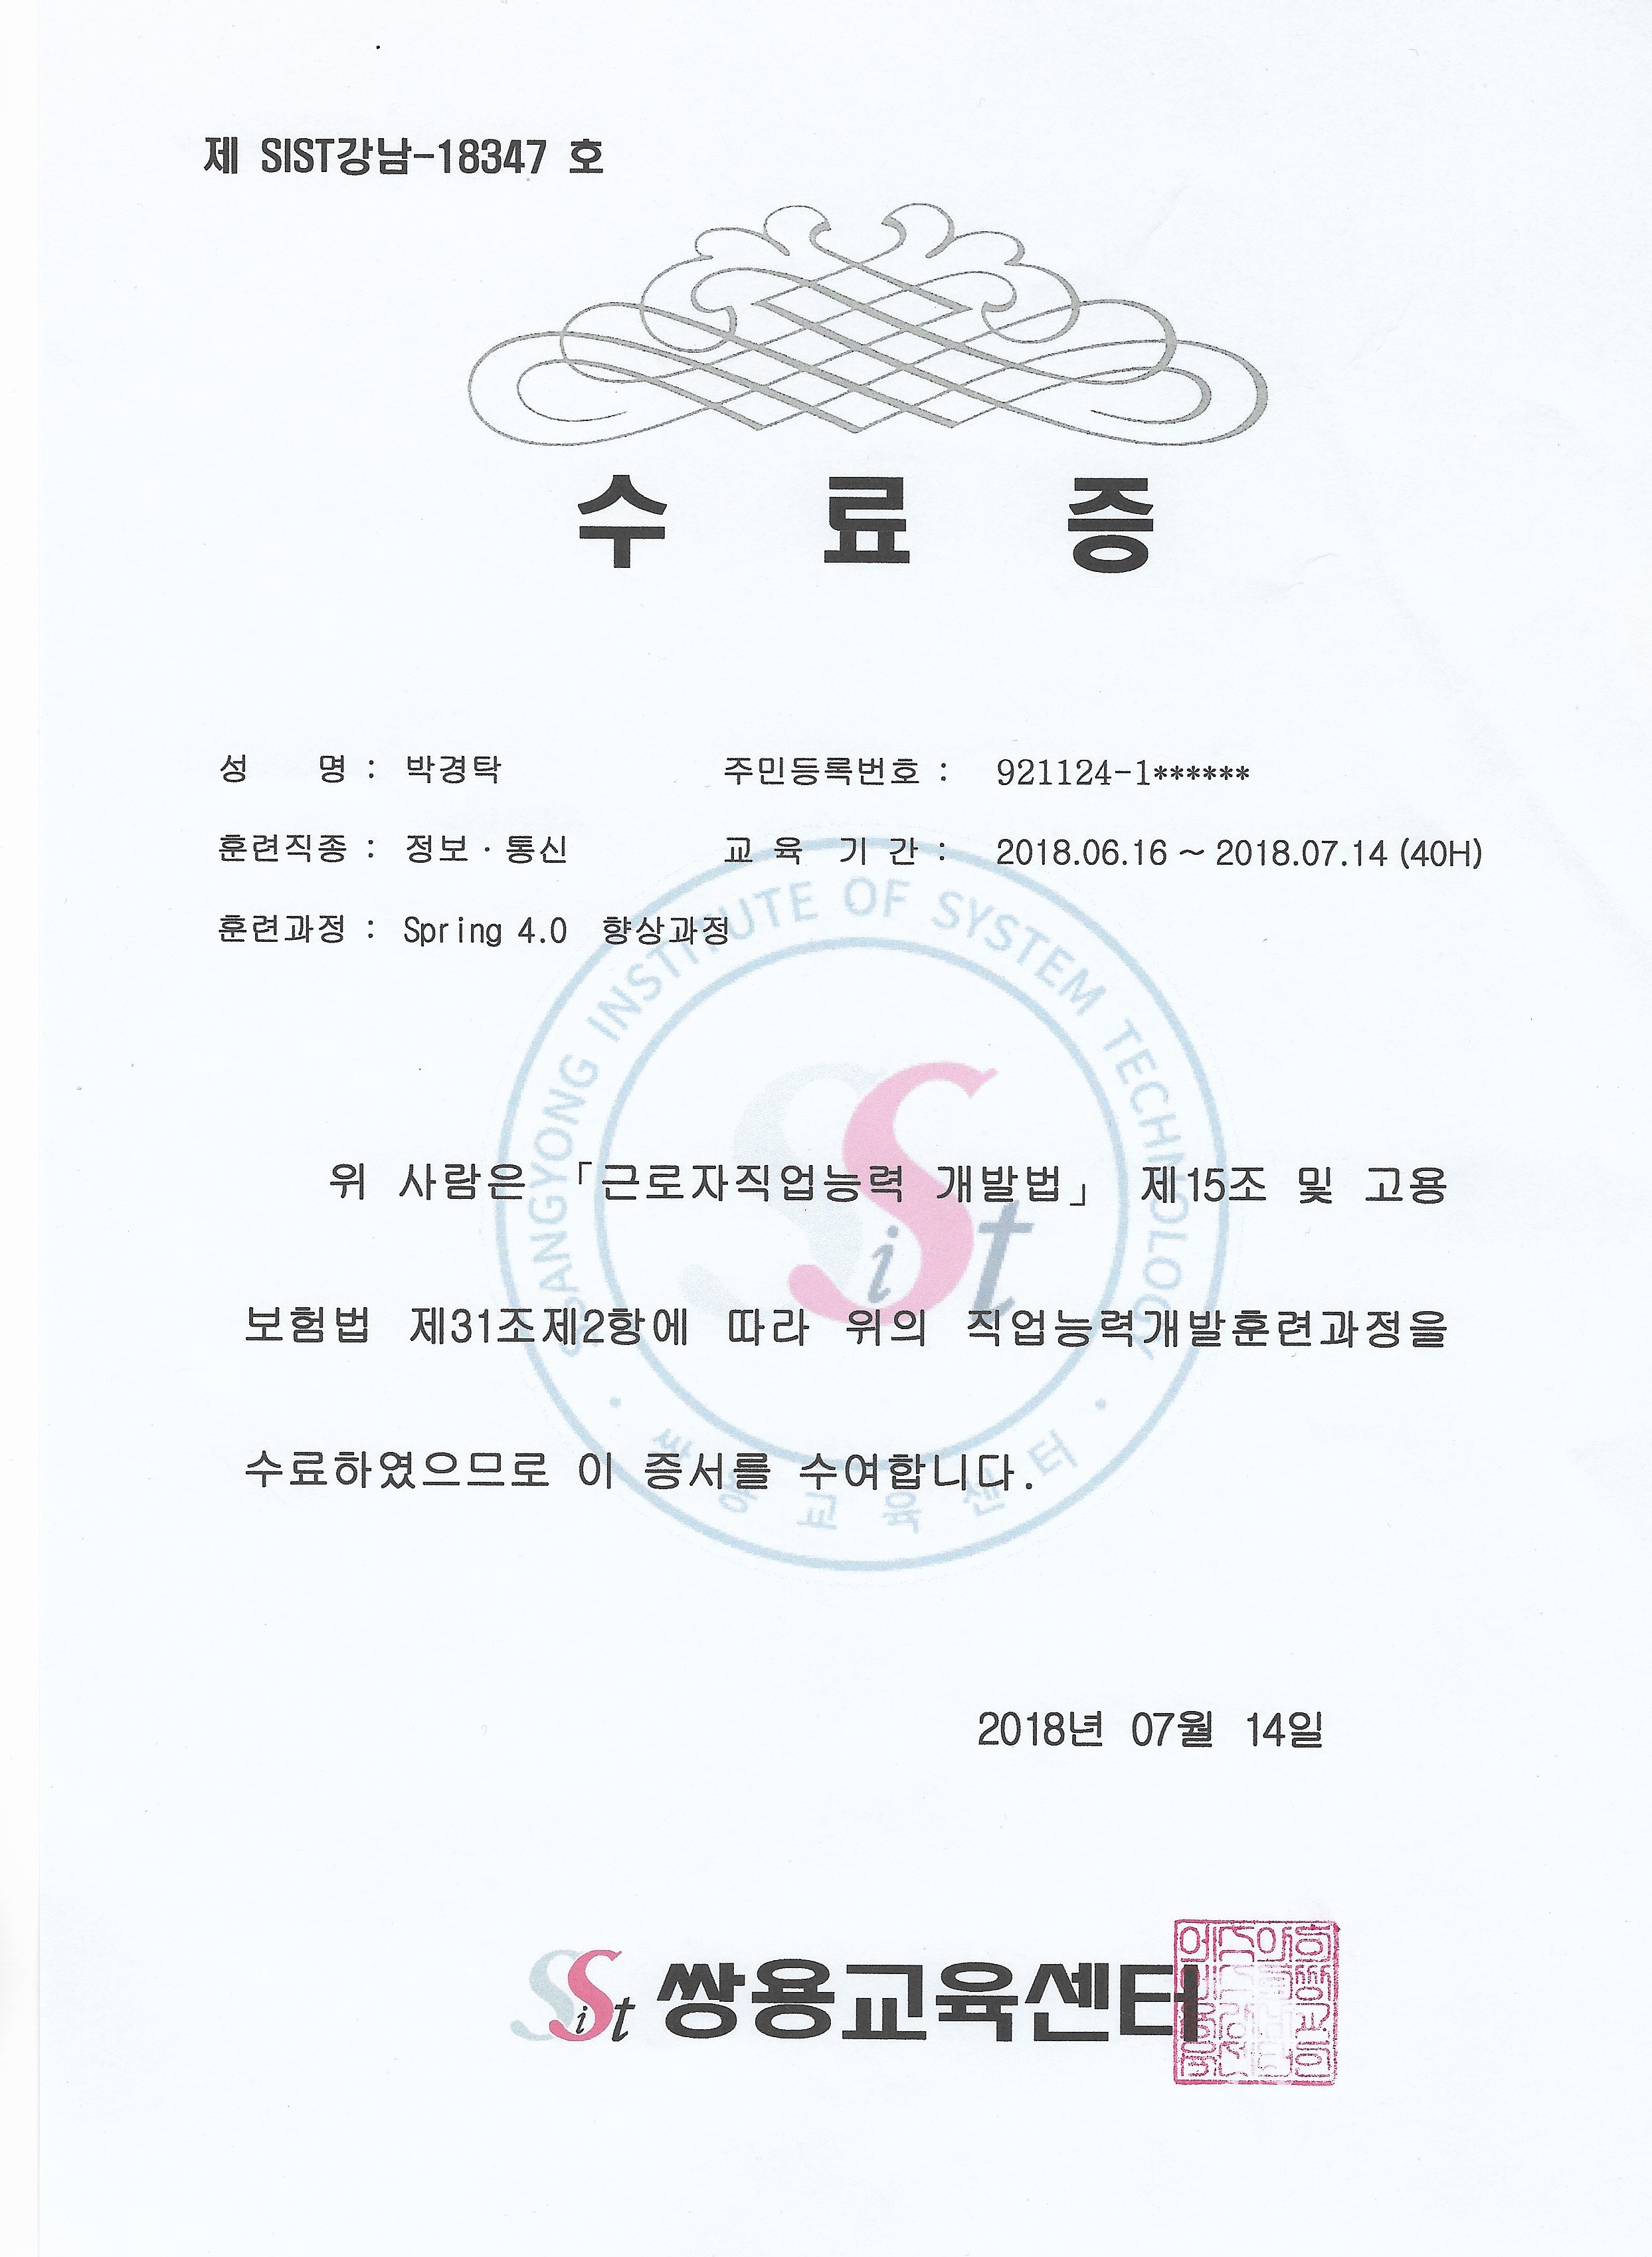 제 SIST강남-18347 호
수 료 증
성 명 : 박경탁 주민등록번호 : 921124-1******
훈련직종 : 정보·통신 교 육 기 간 : 2018.06.16 ~ 2018.07.14 (40H)
훈련과정 : Spring 4.0 향상과정
SSANGYONG INSTITUTE OF SYSTEM TECHNOLOGY
Sist
위 사람은 「근로자직업능력 개발법」 제15조 및 고용
보험법 제31조제2항에 따라 위의 직업능력개발훈련과정을
수료하였으므로 이 증서를 수여합니다.
· 쌍용교육센터 ·
2018년 07월 14일
Sist 쌍용교육센터